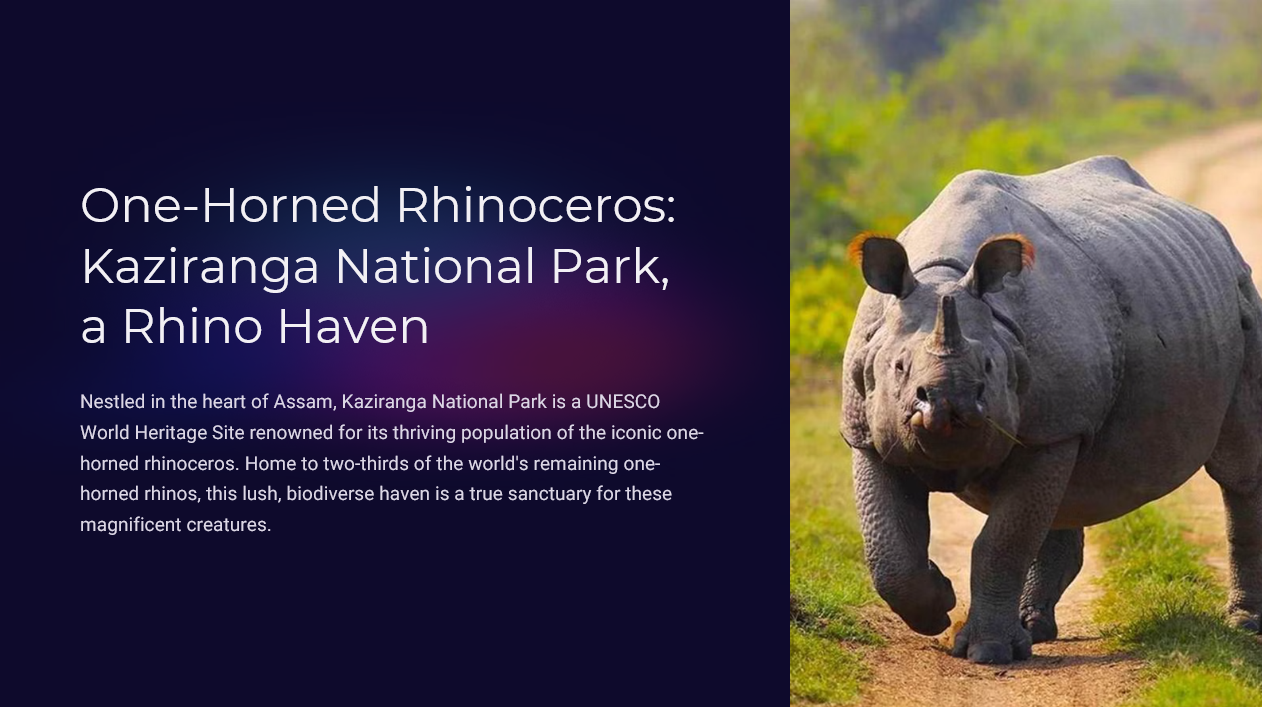 One-Horned Rhinoceros:
Kaziranga National Park,
a Rhino Haven
Nestled in the heart of Assam, Kaziranga National Park is a UNESCO
World Heritage Site renowned for its thriving population of the iconic one-
horned rhinoceros. Home to two-thirds of the world's remaining one-
horned rhinos, this lush, biodiverse haven is a true sanctuary for these
magnificent creatures.